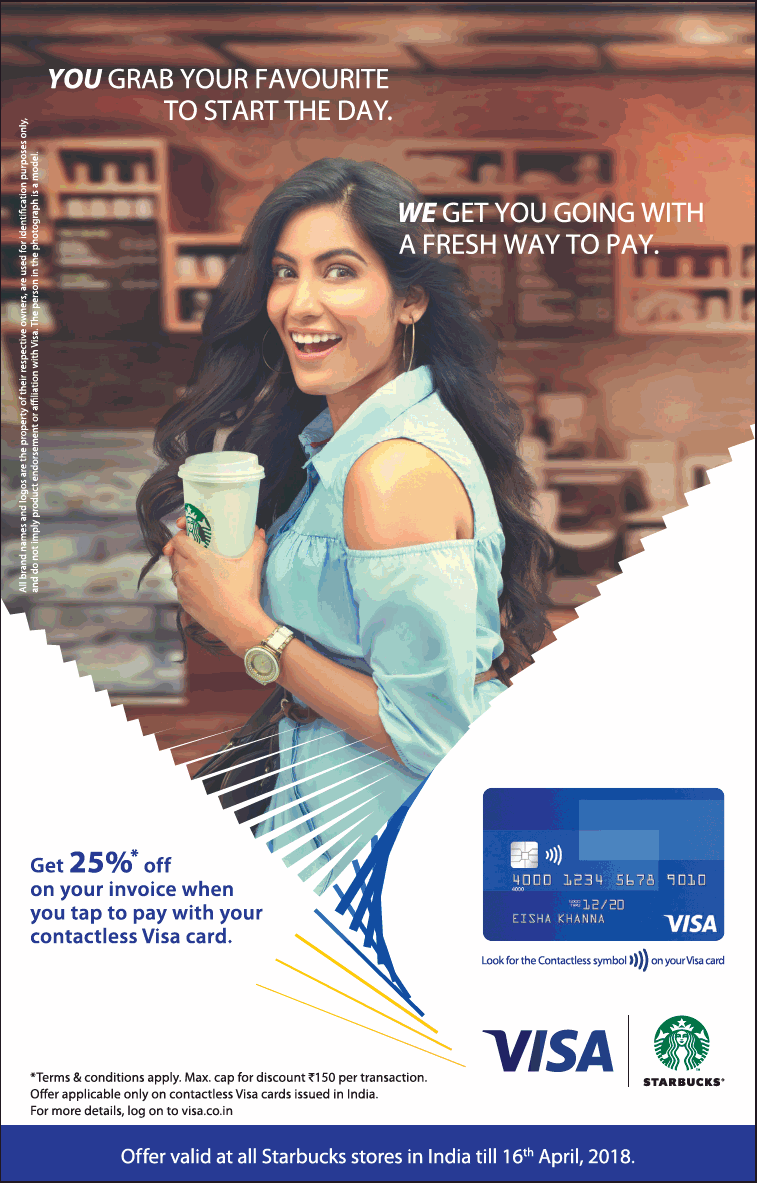 YOU GRAB YOUR FAVOURITE
TO START THE DAY.
WE GET YOU GOING WITH
A FRESH WAY TO PAY.
All brand names and logos are the property of their respective owners, are used for identification purposes only,
and do not imply product endorsement or affiliation with Visa. The person in the photograph is a model.
Get 25%* off
on your invoice when
you tap to pay with your
contactless Visa card.
4000 1234 5678 9010
4000
12/20
EISHA KHANNA
VISA
Look for the Contactless symbol on your Visa card
VISA
STARBUCKS
*Terms & conditions apply. Max. cap for discount ₹150 per transaction.
Offer applicable only on contactless Visa cards issued in India.
For more details, log on to visa.co.in
Offer valid at all Starbucks stores in India till 16th April, 2018.